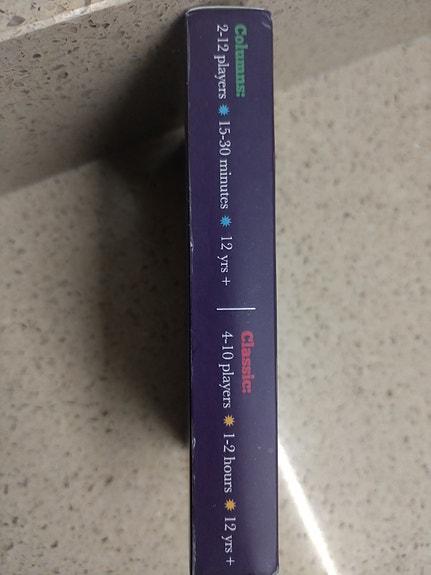 Columns:
2-12 players ✹ 15-30 minutes ✹ 12 yrs +
Classic:
4-10 players ✹ 1-2 hours ✹ 12 yrs +